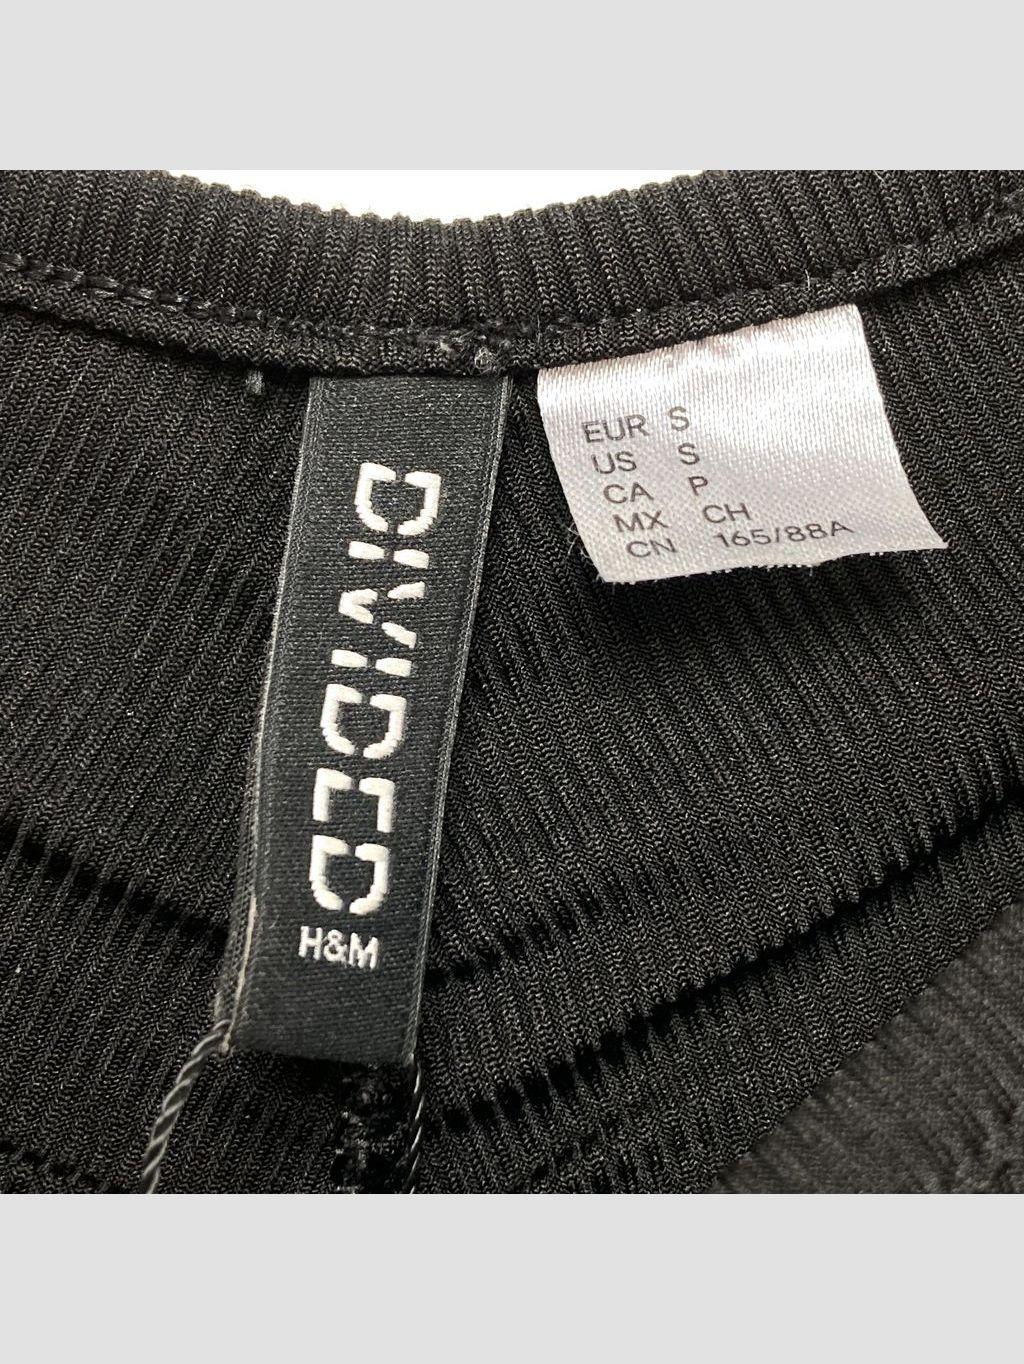 DIVIDED
H&M
EUR S
US S
CA P
MX CH
CN 165/88A